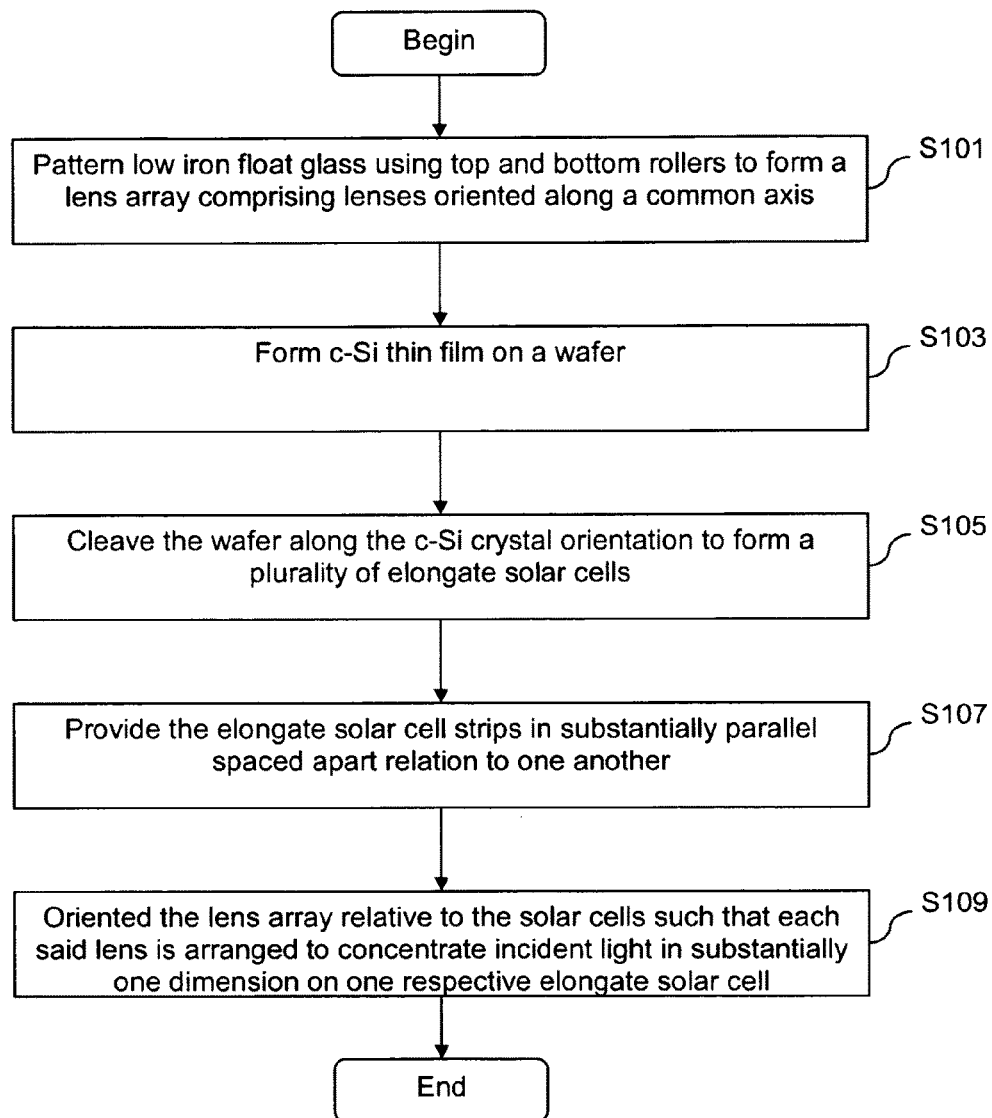 Begin
Pattern low iron float glass using top and bottom rollers to form a
lens array comprising lenses oriented along a common axis
S101
Form c-Si thin film on a wafer
S103
Cleave the wafer along the c-Si crystal orientation to form a
plurality of elongate solar cells
S105
Provide the elongate solar cell strips in substantially parallel
spaced apart relation to one another
S107
Oriented the lens array relative to the solar cells such that each
said lens is arranged to concentrate incident light in substantially
one dimension on one respective elongate solar cell
S109
End